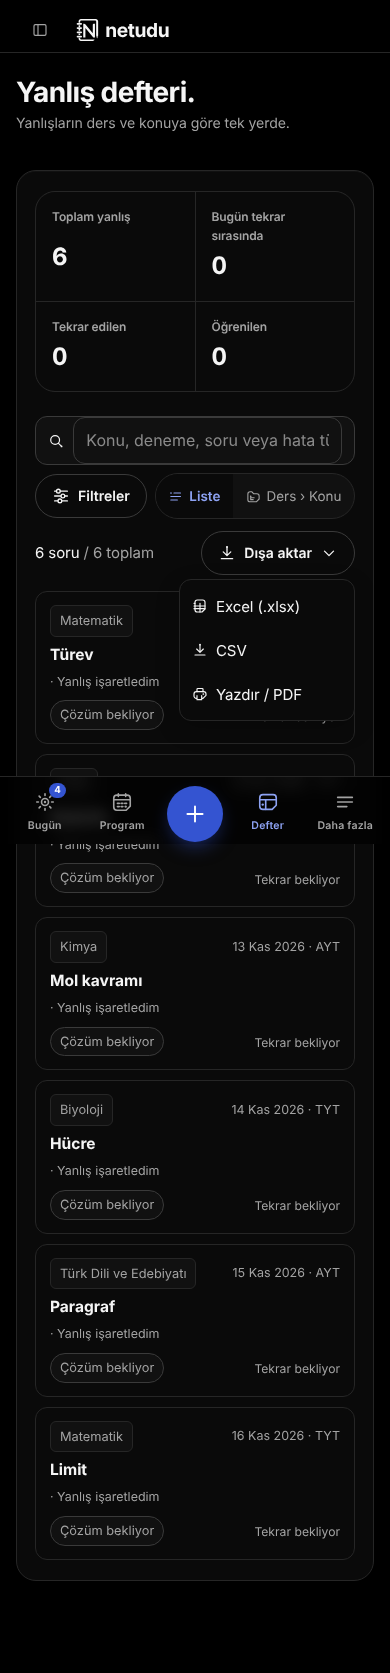 netudu
Yanlış defteri.
Yanlışların ders ve konuya göre tek yerde.
Toplam yanlış
6
Bugün tekrar
sırasında
0
Tekrar edilen
0
Öğrenilen
0
Konu, deneme, soru veya hata tü
Filtreler
Liste
Ders › Konu
6 soru / 6 toplam
Dışa aktar
Excel (.xlsx)
CSV
Yazdır / PDF
Matematik
Türev
· Yanlış işaretledim
Çözüm bekliyor
4
Bugün
Program
Defter
Daha fazla
· Yanlış işaretledim
Çözüm bekliyor
Tekrar bekliyor
Kimya
13 Kas 2026 · AYT
Mol kavramı
· Yanlış işaretledim
Çözüm bekliyor
Tekrar bekliyor
Biyoloji
14 Kas 2026 · TYT
Hücre
· Yanlış işaretledim
Çözüm bekliyor
Tekrar bekliyor
Türk Dili ve Edebiyatı
15 Kas 2026 · AYT
Paragraf
· Yanlış işaretledim
Çözüm bekliyor
Tekrar bekliyor
Matematik
16 Kas 2026 · TYT
Limit
· Yanlış işaretledim
Çözüm bekliyor
Tekrar bekliyor